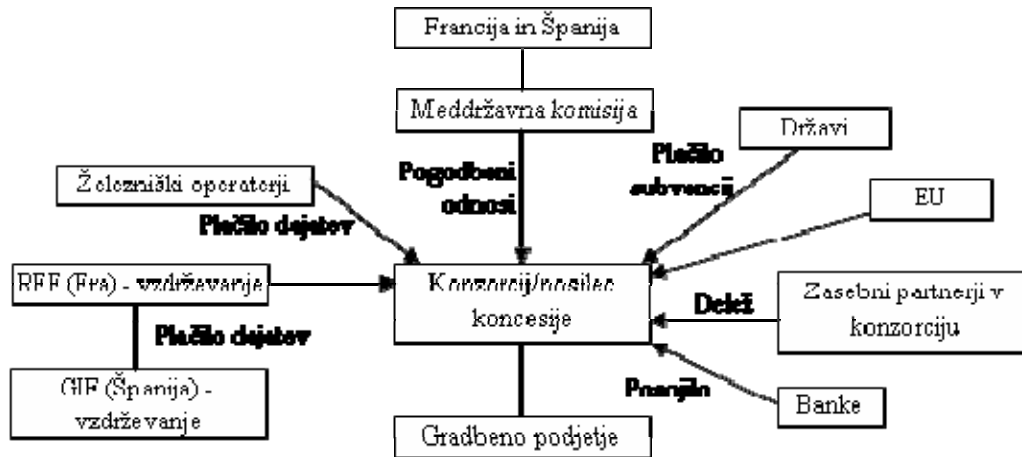 Francija in Španija
Meddržavna komisija
Državi
Plačilo
subvencij
Pogodbeni
odnosi
Železniški operaterji
EU
Plačilo dajatev
RFF (Fra) - vzdrževanje
Konzorcij/nosilec
koncesije
Delež
Zasebni partnerji v
konzorciju
Plačilo dajatev
GIF (Španija) -
vzdrževanje
Posojilo
Banke
Gradbeno podjetje